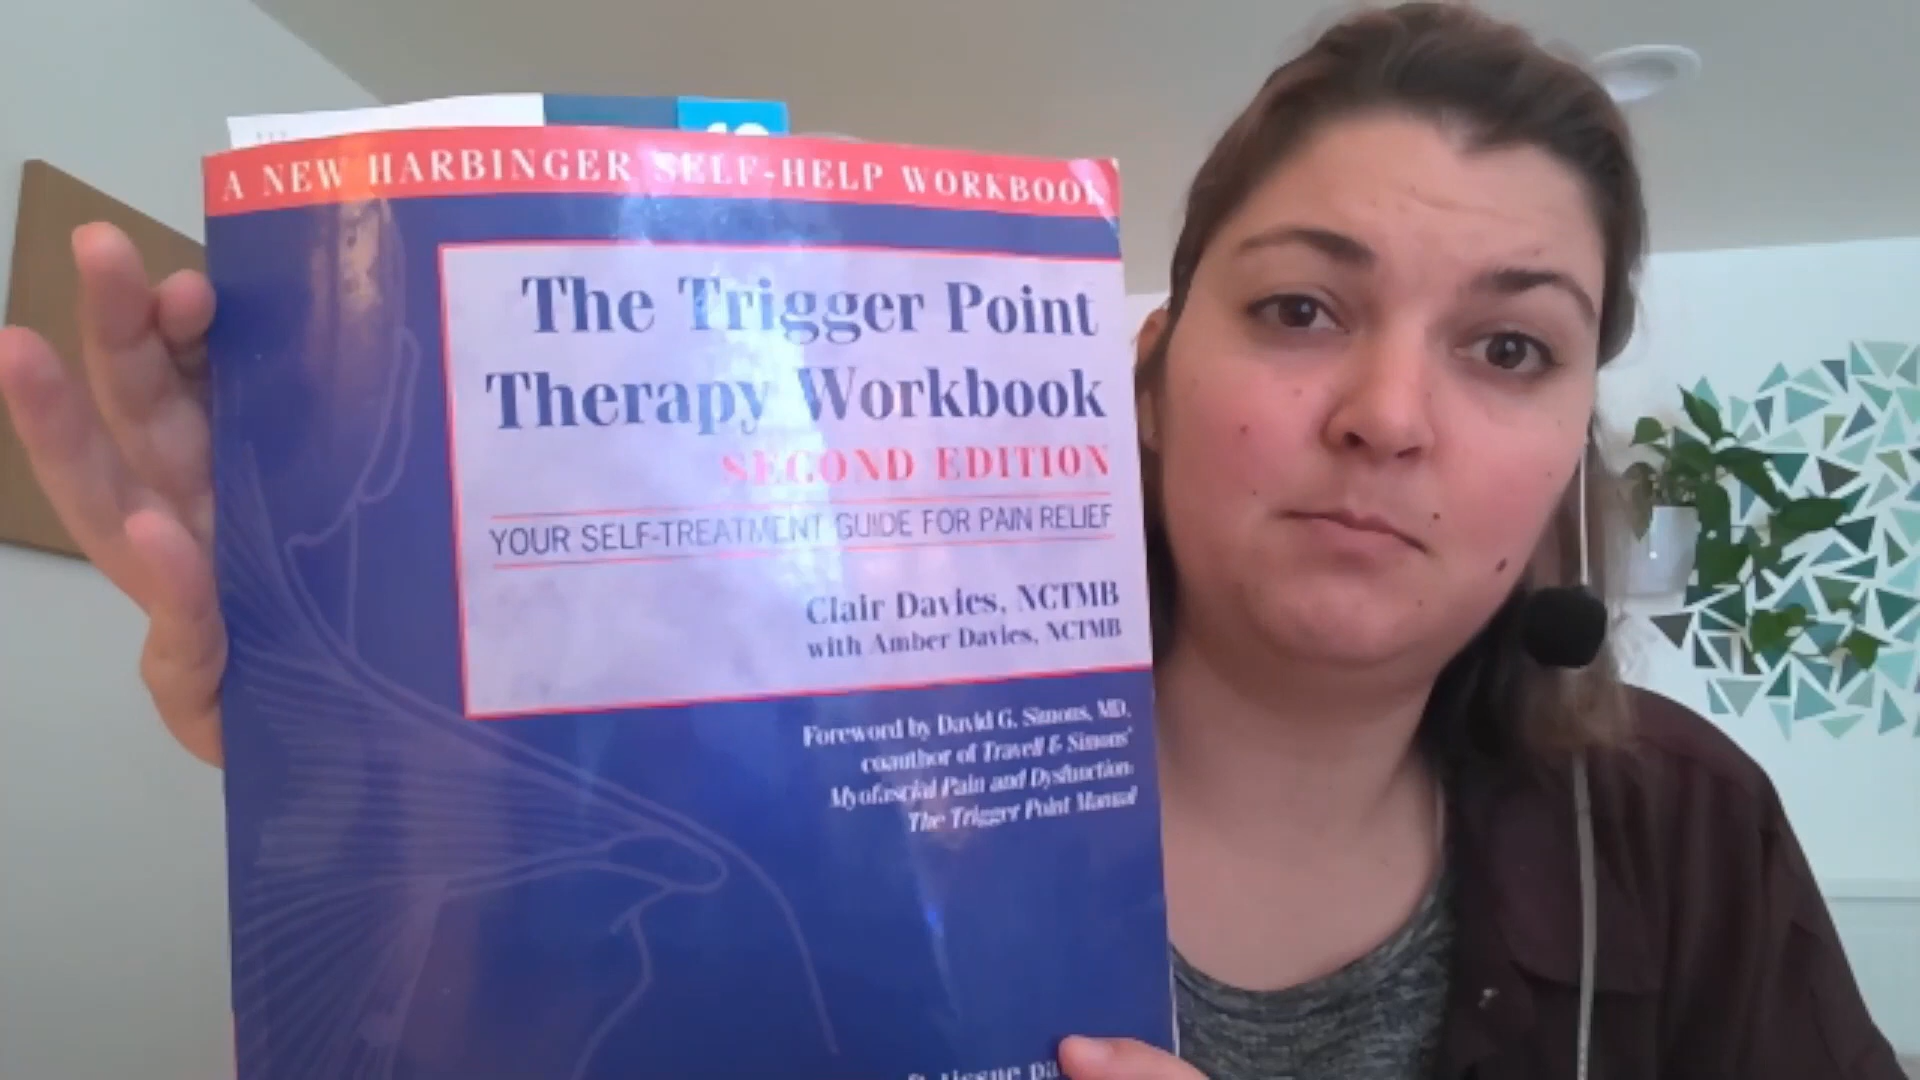 A NEW HARBINGER SELF-HELP WORKBOOK
The Trigger Point
Therapy Workbook
SECOND EDITION
YOUR SELF-TREATMENT GUIDE FOR PAIN RELIEF
Clair Davies, NCTMB
with Amber Davies, NCTMB
Foreword by David G. Simons, MD,
coauthor of Travell & Simons'
Myofascial Pain and Dysfunction:
The Trigger Point Manual